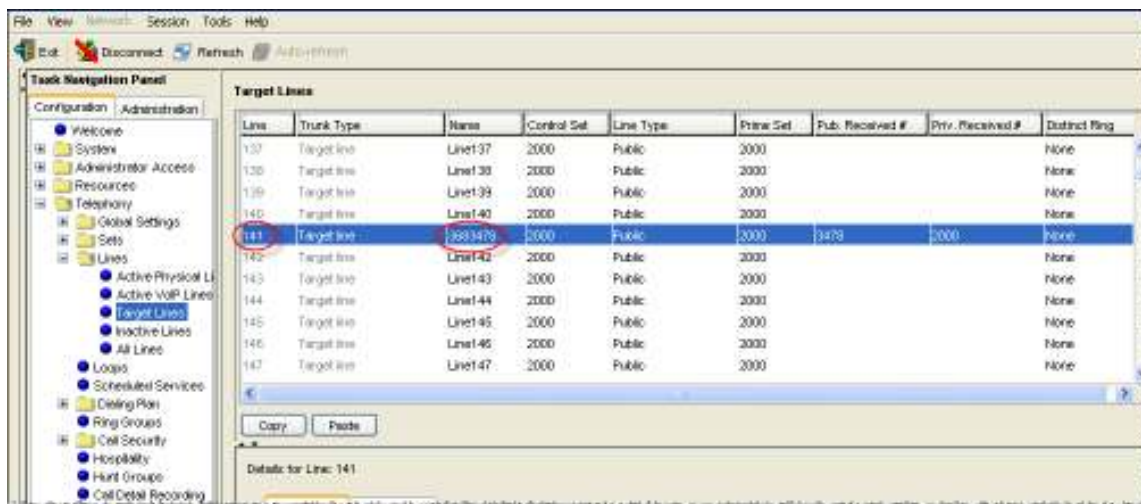 File View Network Session Tools Help
Exit Disconnect Refresh Auto-refresh
Task Navigation Panel
Configuration Administration
Welcome
System
Administrator Access
Resources
Telephony
Global Settings
Sets
Lines
Active Physical Li
Active VoIP Lines
Target Lines
Inactive Lines
All Lines
Loops
Scheduled Services
Dialing Plan
Ring Groups
Call Security
Hospitality
Hunt Groups
Call Detail Recording
Target Lines
Line Trunk Type Name Control Set Line Type Prime Set Pub. Received # Priv. Received # Distinct Ring
137 Target line Line137 2000 Public 2000 None
138 Target line Line138 2000 Public 2000 None
139 Target line Line139 2000 Public 2000 None
140 Target line Line140 2000 Public 2000 None
141 Target line 3683478 2000 Public 2000 3478 2000 None
142 Target line Line142 2000 Public 2000 None
143 Target line Line143 2000 Public 2000 None
144 Target line Line144 2000 Public 2000 None
145 Target line Line145 2000 Public 2000 None
146 Target line Line146 2000 Public 2000 None
147 Target line Line147 2000 Public 2000 None
Copy Paste
Details for Line: 141